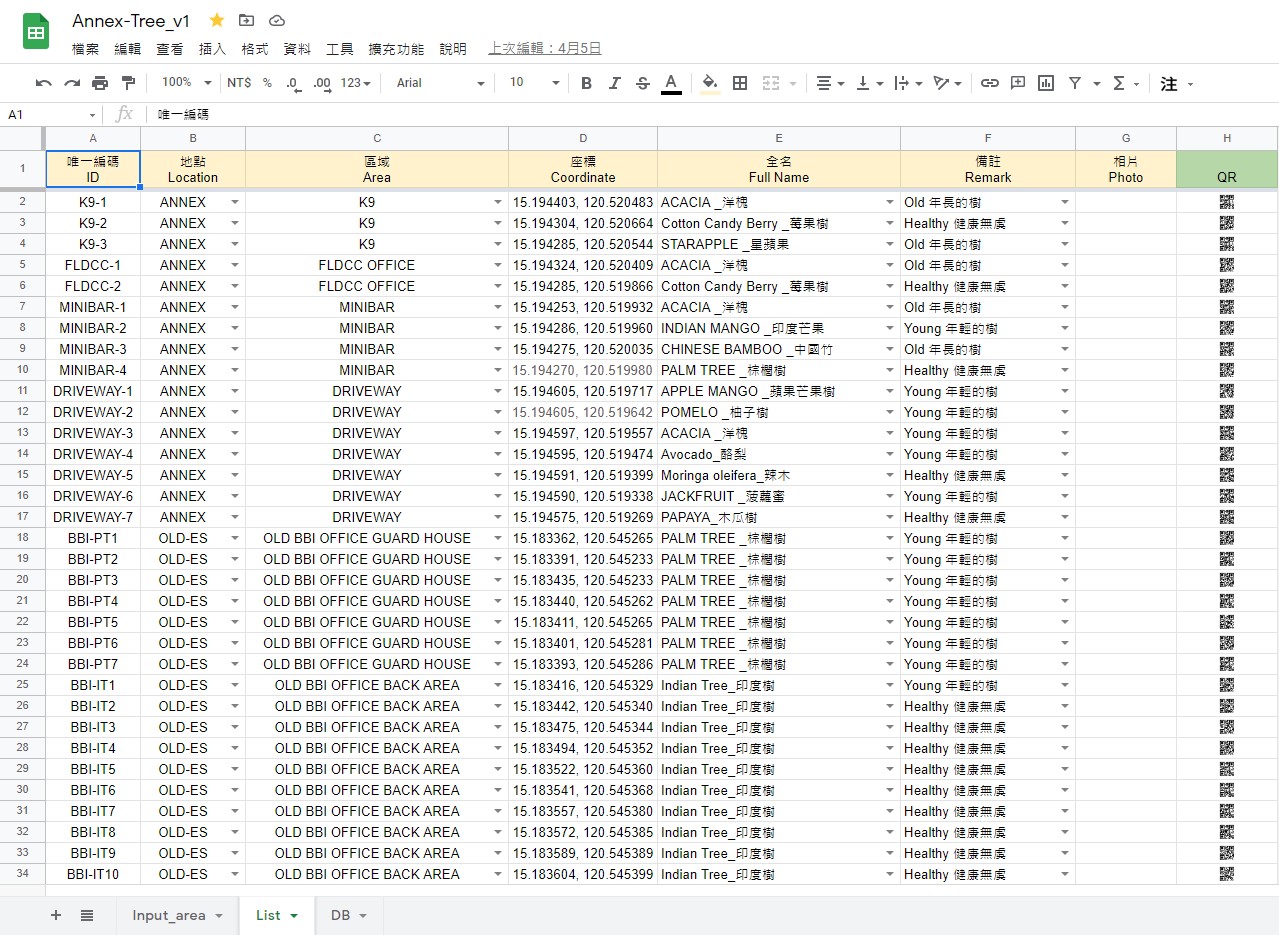 Annex-Tree_v1
檔案 編輯 查看 插入 格式 資料 工具 擴充功能 說明 上次編輯：4月5日
100% NT$ % .0 .00 123 Arial 10 B I S A Σ 注
A1 fx 唯一編碼
A B C D E F G H
1 唯一編碼 地點 區域 座標 全名 備註 相片
ID Location Area Coordinate Full Name Remark Photo QR
2 K9-1 ANNEX K9 15.194403, 120.520483 ACACIA _洋槐 Old 年長的樹
3 K9-2 ANNEX K9 15.194304, 120.520664 Cotton Candy Berry _莓果樹 Healthy 健康無虞
4 K9-3 ANNEX K9 15.194285, 120.520544 STARAPPLE _星蘋果 Old 年長的樹
5 FLDCC-1 ANNEX FLDCC OFFICE 15.194324, 120.520409 ACACIA _洋槐 Old 年長的樹
6 FLDCC-2 ANNEX FLDCC OFFICE 15.194285, 120.519866 Cotton Candy Berry _莓果樹 Healthy 健康無虞
7 MINIBAR-1 ANNEX MINIBAR 15.194253, 120.519932 ACACIA _洋槐 Old 年長的樹
8 MINIBAR-2 ANNEX MINIBAR 15.194286, 120.519960 INDIAN MANGO _印度芒果 Young 年輕的樹
9 MINIBAR-3 ANNEX MINIBAR 15.194275, 120.520035 CHINESE BAMBOO _中國竹 Old 年長的樹
10 MINIBAR-4 ANNEX MINIBAR 15.194270, 120.519980 PALM TREE _棕櫚樹 Healthy 健康無虞
11 DRIVEWAY-1 ANNEX DRIVEWAY 15.194605, 120.519717 APPLE MANGO _蘋果芒果樹 Young 年輕的樹
12 DRIVEWAY-2 ANNEX DRIVEWAY 15.194605, 120.519642 POMELO _柚子樹 Young 年輕的樹
13 DRIVEWAY-3 ANNEX DRIVEWAY 15.194597, 120.519557 ACACIA _洋槐 Young 年輕的樹
14 DRIVEWAY-4 ANNEX DRIVEWAY 15.194595, 120.519474 Avocado_酪梨 Young 年輕的樹
15 DRIVEWAY-5 ANNEX DRIVEWAY 15.194591, 120.519399 Moringa oleifera_辣木 Healthy 健康無虞
16 DRIVEWAY-6 ANNEX DRIVEWAY 15.194590, 120.519338 JACKFRUIT _菠蘿蜜 Young 年輕的樹
17 DRIVEWAY-7 ANNEX DRIVEWAY 15.194575, 120.519269 PAPAYA_木瓜樹 Healthy 健康無虞
18 BBI-PT1 OLD-ES OLD BBI OFFICE GUARD HOUSE 15.183362, 120.545265 PALM TREE _棕櫚樹 Young 年輕的樹
19 BBI-PT2 OLD-ES OLD BBI OFFICE GUARD HOUSE 15.183391, 120.545233 PALM TREE _棕櫚樹 Young 年輕的樹
20 BBI-PT3 OLD-ES OLD BBI OFFICE GUARD HOUSE 15.183435, 120.545233 PALM TREE _棕櫚樹 Young 年輕的樹
21 BBI-PT4 OLD-ES OLD BBI OFFICE GUARD HOUSE 15.183440, 120.545262 PALM TREE _棕櫚樹 Young 年輕的樹
22 BBI-PT5 OLD-ES OLD BBI OFFICE GUARD HOUSE 15.183411, 120.545265 PALM TREE _棕櫚樹 Young 年輕的樹
23 BBI-PT6 OLD-ES OLD BBI OFFICE GUARD HOUSE 15.183401, 120.545281 PALM TREE _棕櫚樹 Young 年輕的樹
24 BBI-PT7 OLD-ES OLD BBI OFFICE GUARD HOUSE 15.183393, 120.545286 PALM TREE _棕櫚樹 Young 年輕的樹
25 BBI-IT1 OLD-ES OLD BBI OFFICE BACK AREA 15.183416, 120.545329 Indian Tree_印度樹 Young 年輕的樹
26 BBI-IT2 OLD-ES OLD BBI OFFICE BACK AREA 15.183442, 120.545340 Indian Tree_印度樹 Healthy 健康無虞
27 BBI-IT3 OLD-ES OLD BBI OFFICE BACK AREA 15.183475, 120.545344 Indian Tree_印度樹 Healthy 健康無虞
28 BBI-IT4 OLD-ES OLD BBI OFFICE BACK AREA 15.183494, 120.545352 Indian Tree_印度樹 Healthy 健康無虞
29 BBI-IT5 OLD-ES OLD BBI OFFICE BACK AREA 15.183522, 120.545360 Indian Tree_印度樹 Healthy 健康無虞
30 BBI-IT6 OLD-ES OLD BBI OFFICE BACK AREA 15.183541, 120.545368 Indian Tree_印度樹 Healthy 健康無虞
31 BBI-IT7 OLD-ES OLD BBI OFFICE BACK AREA 15.183557, 120.545380 Indian Tree_印度樹 Healthy 健康無虞
32 BBI-IT8 OLD-ES OLD BBI OFFICE BACK AREA 15.183572, 120.545385 Indian Tree_印度樹 Healthy 健康無虞
33 BBI-IT9 OLD-ES OLD BBI OFFICE BACK AREA 15.183589, 120.545389 Indian Tree_印度樹 Healthy 健康無虞
34 BBI-IT10 OLD-ES OLD BBI OFFICE BACK AREA 15.183604, 120.545399 Indian Tree_印度樹 Healthy 健康無虞
Input_area List DB